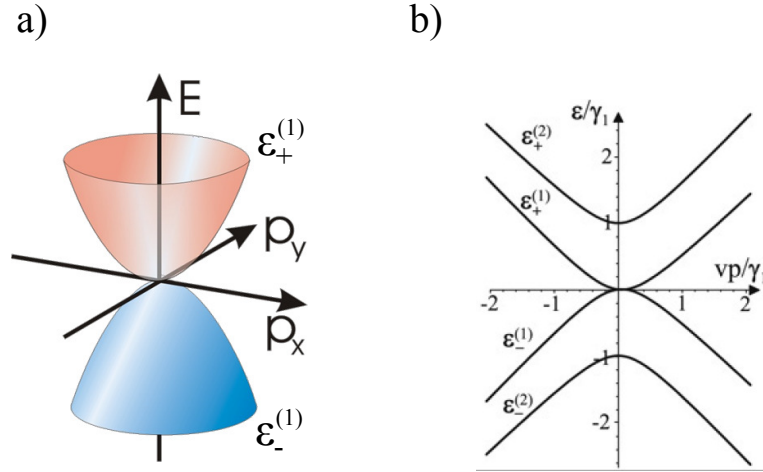 a)
E
ε₊⁽¹⁾
p_y
p_x
ε₋⁽¹⁾
b)
ε/γ₁
ε₊⁽²⁾
2
ε₊⁽¹⁾
1
vp/γ₁
-2 -1 1 2
ε₋⁽¹⁾
-1
ε₋⁽²⁾
-2